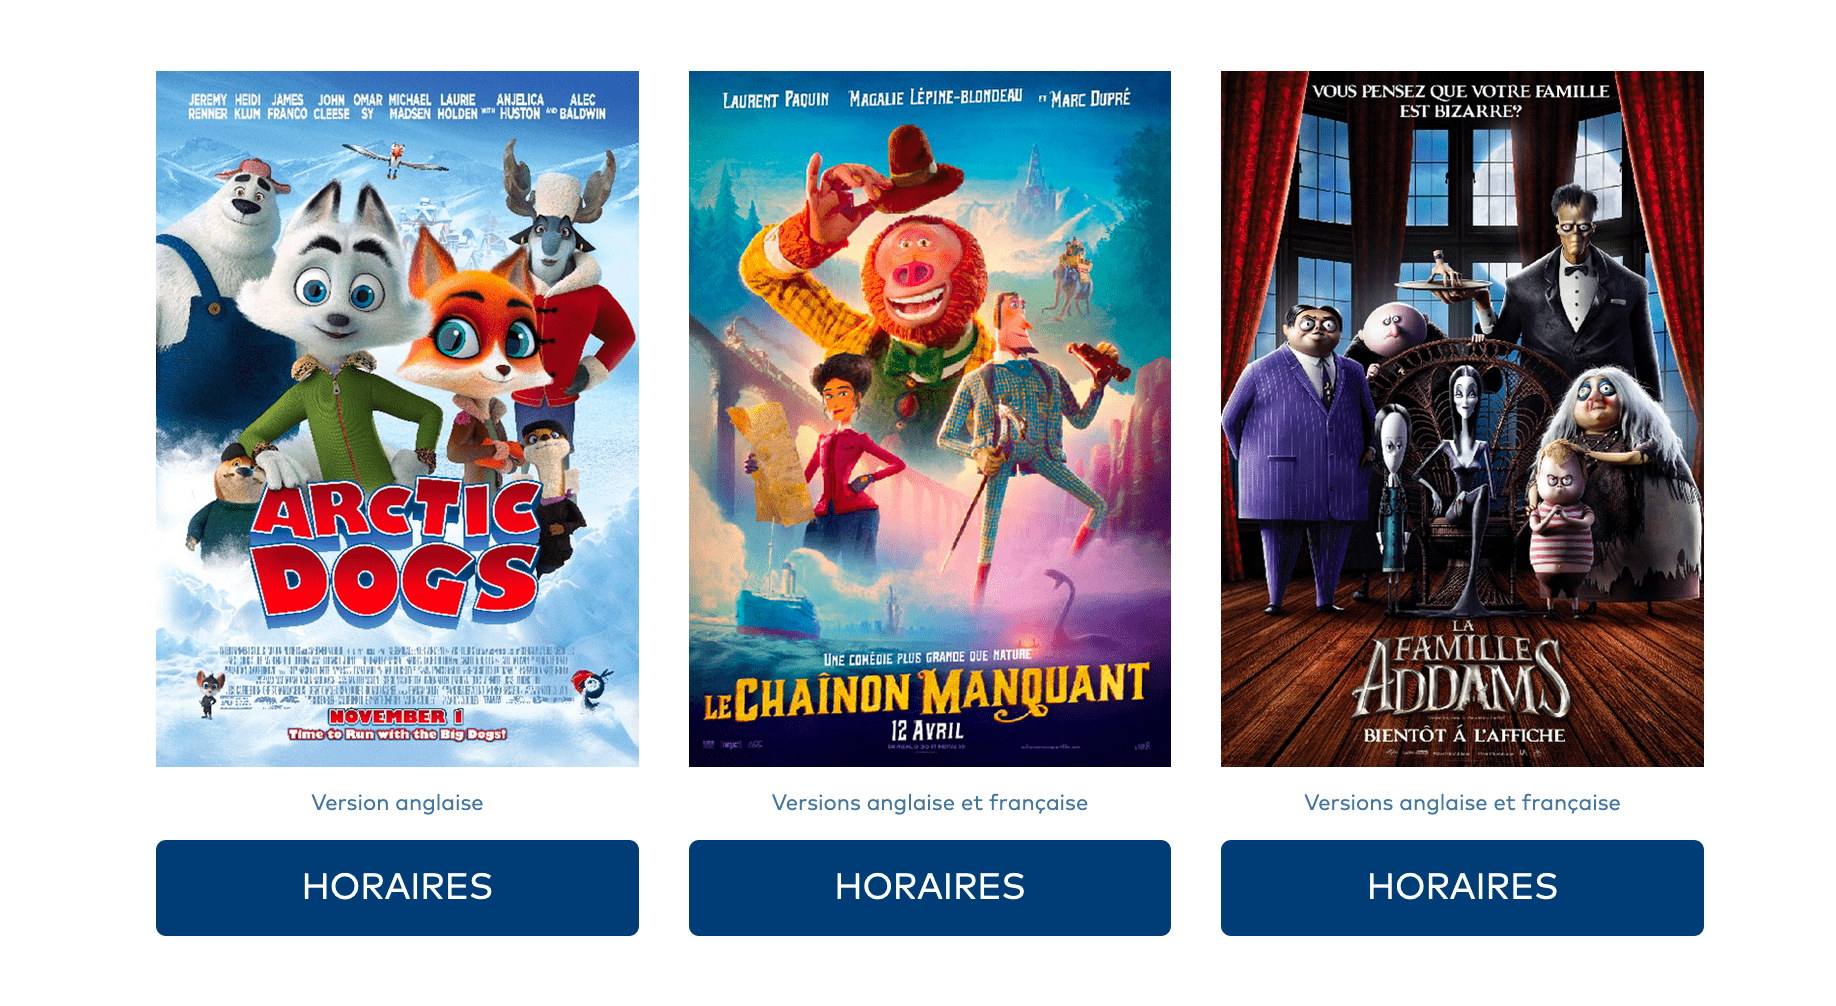 JEREMY HEIDI JAMES JOHN OMAR MICHAEL LAURIE ANJELICA ALEC
RENNER KLUM FRANCO CLEESE SY MADSEN HOLDEN WITH HUSTON AND BALDWIN
ARCTIC
DOGS
NOVEMBER 1
Time to Run with the Big Dogs!
Version anglaise
HORAIRES
LAURENT PAQUIN MAGALIE LÉPINE-BLONDEAU ET MARC DUPRÉ
UNE COMÉDIE PLUS GRANDE QUE NATURE
LE CHAÎNON MANQUANT
12 AVRIL
Versions anglaise et française
HORAIRES
VOUS PENSEZ QUE VOTRE FAMILLE
EST BIZARRE?
LA
FAMILLE
ADDAMS
BIENTÔT Á L'AFFICHE
Versions anglaise et française
HORAIRES